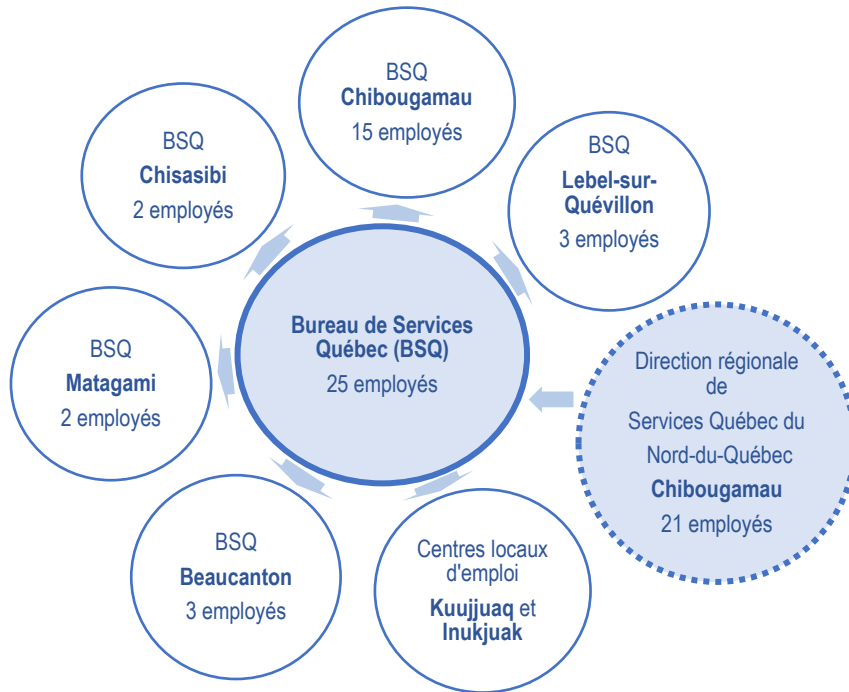 BSQ
Chibougamau
15 employés
BSQ
Chisasibi
2 employés
BSQ
Lebel-sur-
Quévillon
3 employés
Bureau de Services
Québec (BSQ)
25 employés
BSQ
Matagami
2 employés
Direction régionale
de
Services Québec du
Nord-du-Québec
Chibougamau
21 employés
BSQ
Beaucanton
3 employés
Centres locaux
d'emploi
Kuujjuaq et
Inukjuak